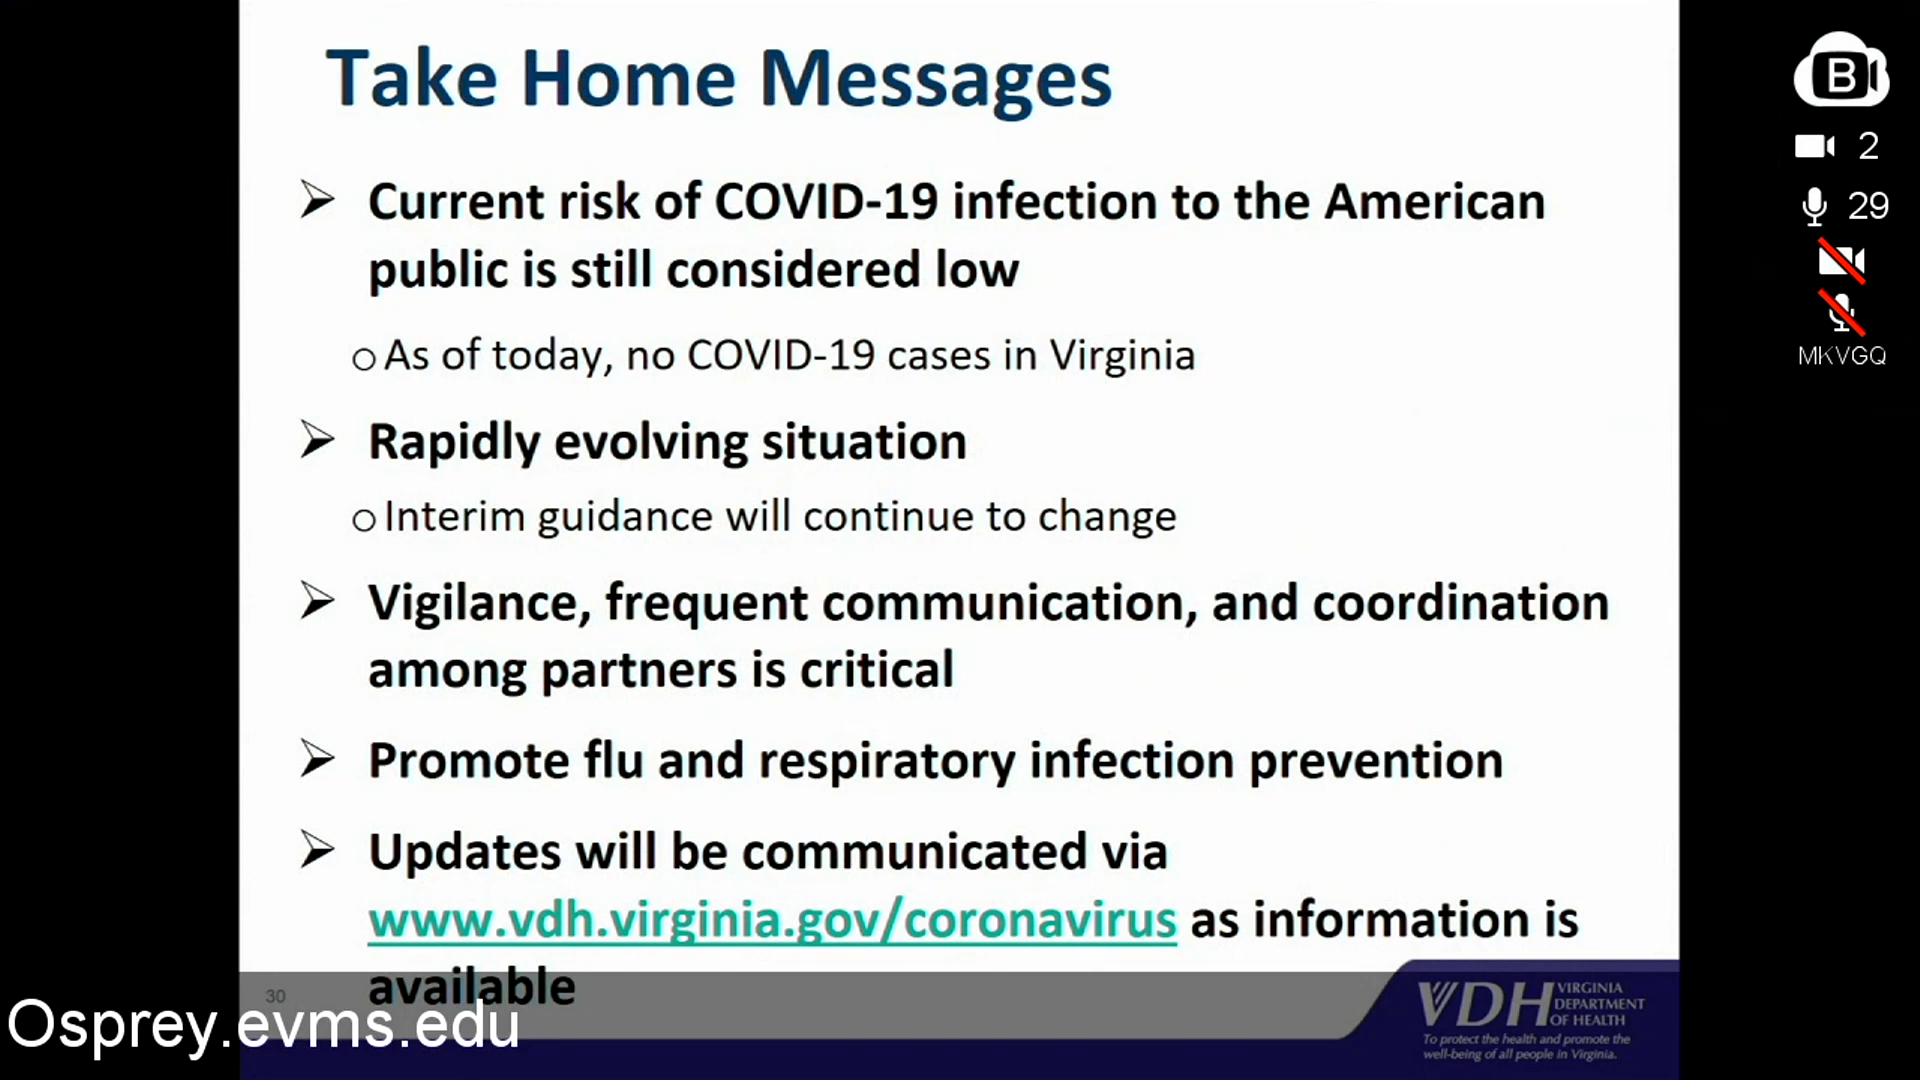 Take Home Messages
➢ Current risk of COVID-19 infection to the American
public is still considered low
o As of today, no COVID-19 cases in Virginia
➢ Rapidly evolving situation
o Interim guidance will continue to change
➢ Vigilance, frequent communication, and coordination
among partners is critical
➢ Promote flu and respiratory infection prevention
➢ Updates will be communicated via
www.vdh.virginia.gov/coronavirus as information is
available
30
Osprey.evms.edu
VDH VIRGINIA
DEPARTMENT
OF HEALTH
To protect the health and promote the
well-being of all people in Virginia.
B
2
29
MKVGQ